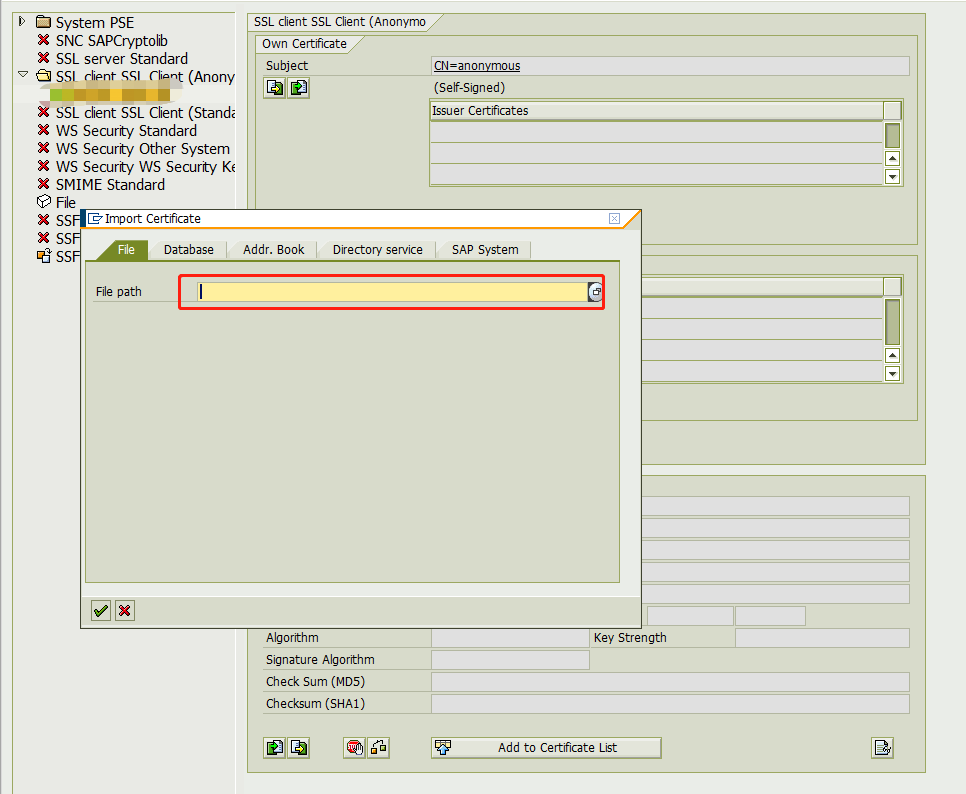 System PSE
SNC SAPCryptolib
SSL server Standard
SSL client SSL Client (Anony
SSL client SSL Client (Standa
WS Security Standard
WS Security Other System
WS Security WS Security Ke
SMIME Standard
File
SSF
SSF
SSF
SSL client SSL Client (Anonymo
Own Certificate
Subject
CN=anonymous
(Self-Signed)
Issuer Certificates
Import Certificate
File
Database
Addr. Book
Directory service
SAP System
File path
Algorithm
Key Strength
Signature Algorithm
Check Sum (MD5)
Checksum (SHA1)
Add to Certificate List